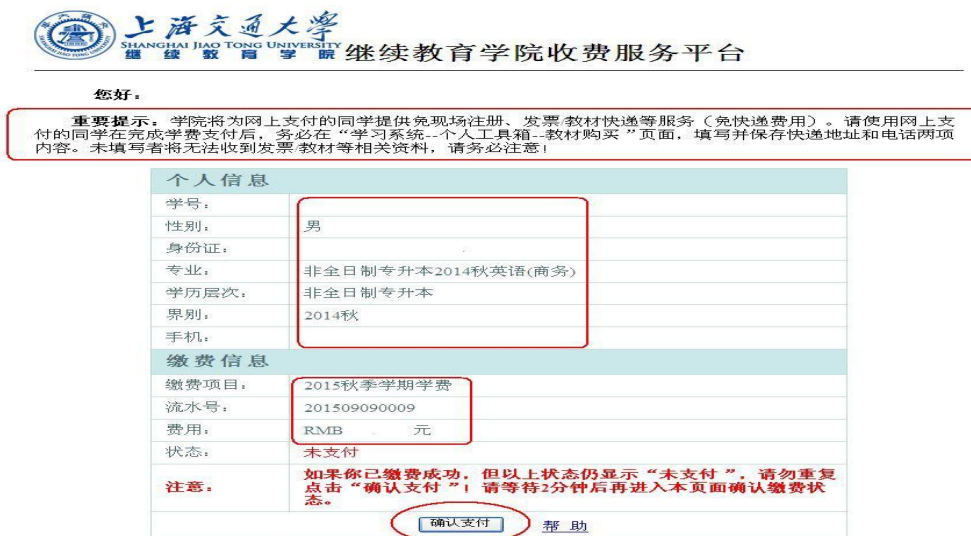 上海交通大学
SHANGHAI JIAO TONG UNIVERSITY
继续教育学院 继续教育学院收费服务平台
您好：
重要提示：学院将为网上支付的同学提供免现场注册、发票/教材快递等服务（免快递费用）。请使用网上支
付的同学在完成学费支付后，务必在“学习系统--个人工具箱--教材购买”页面，填写并保存快递地址和电话两项
内容。未填写者将无法收到发票/教材等相关资料，请务必注意！
个人信息
学号：
性别： 男
身份证：
专业： 非全日制专升本2014秋英语(商务)
学历层次： 非全日制专升本
界别： 2014秋
手机：
缴费信息
缴费项目： 2015秋季学期学费
流水号： 201509090009
费用： RMB 元
状态： 未支付
注意： 如果你已缴费成功，但以上状态仍显示“未支付”，请勿重复
点击“确认支付”！请等待2分钟后再进入本页面确认缴费状
态。
确认支付 帮 助